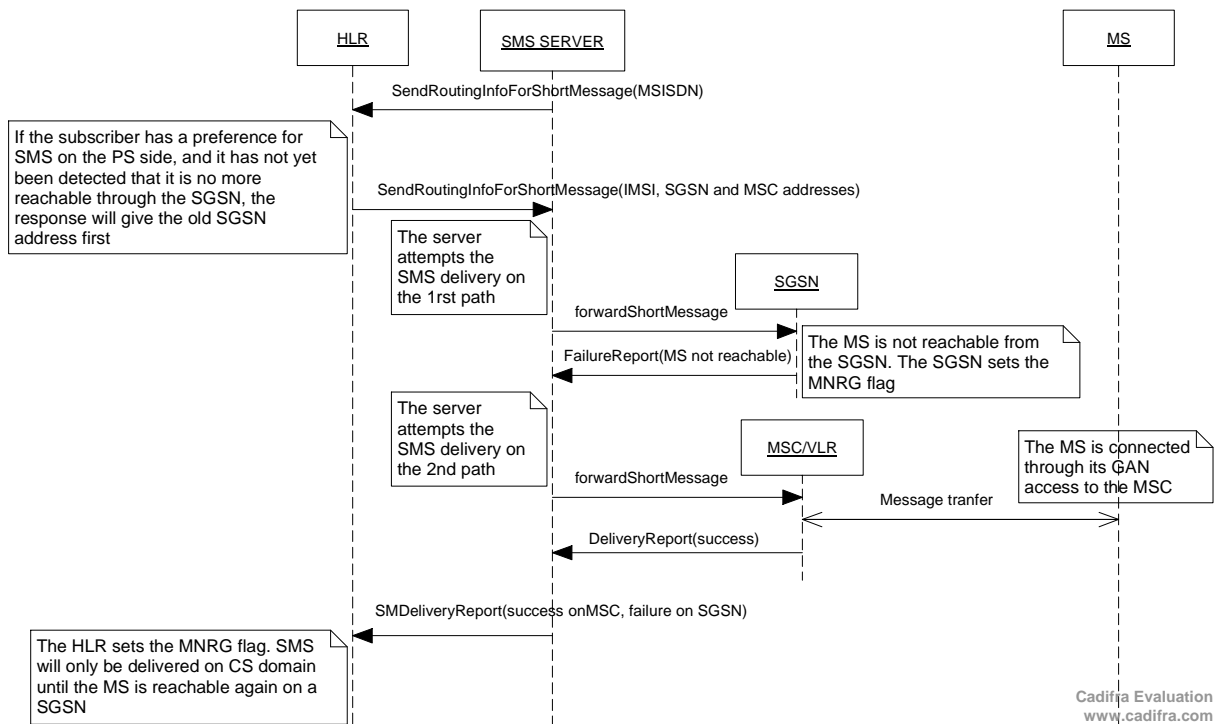 HLR
SMS SERVER
MS
SendRoutingInfoForShortMessage(MSISDN)
If the subscriber has a preference for
SMS on the PS side, and it has not yet
been detected that it is no more
reachable through the SGSN, the
response will give the old SGSN
address first
SendRoutingInfoForShortMessage(IMSI, SGSN and MSC addresses)
The server
attempts the
SMS delivery on
the 1rst path
SGSN
forwardShortMessage
The MS is not reachable from
the SGSN. The SGSN sets the
MNRG flag
FailureReport(MS not reachable)
The server
attempts the
SMS delivery on
the 2nd path
MSC/VLR
The MS is connected
through its GAN
access to the MSC
forwardShortMessage
Message tranfer
DeliveryReport(success)
SMDeliveryReport(success onMSC, failure on SGSN)
The HLR sets the MNRG flag. SMS
will only be delivered on CS domain
until the MS is reachable again on a
SGSN
Cadifra Evaluation
www.cadifra.com